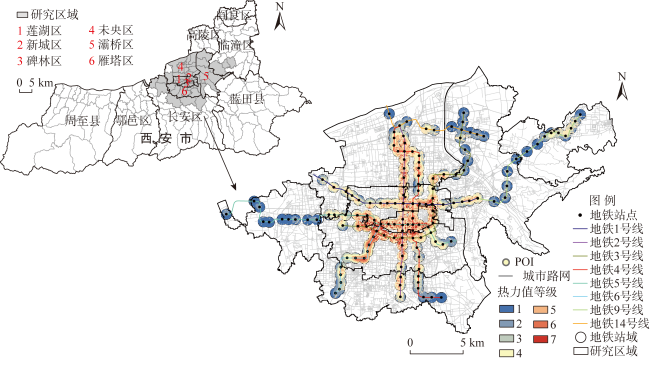 研究区域
1 莲湖区
4 未央区
2 新城区
5 灞桥区
3 碑林区
6 雁塔区
0 5 km
N
阎良区
高陵区
临潼区
4
5
6
蓝田县
周至县
鄠邑区
长安区
西安市
N
POI
城市路网
热力值等级
1
5
2
6
3
7
4
0 5 km
图 例
地铁站点
地铁1号线
地铁2号线
地铁3号线
地铁4号线
地铁5号线
地铁6号线
地铁9号线
地铁14号线
地铁站域
研究区域